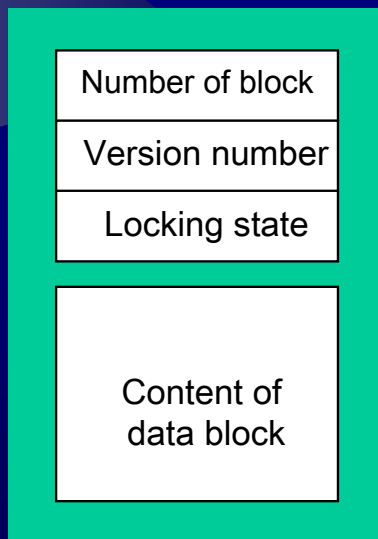 Number of block
Version number
Locking state
Content of
data block